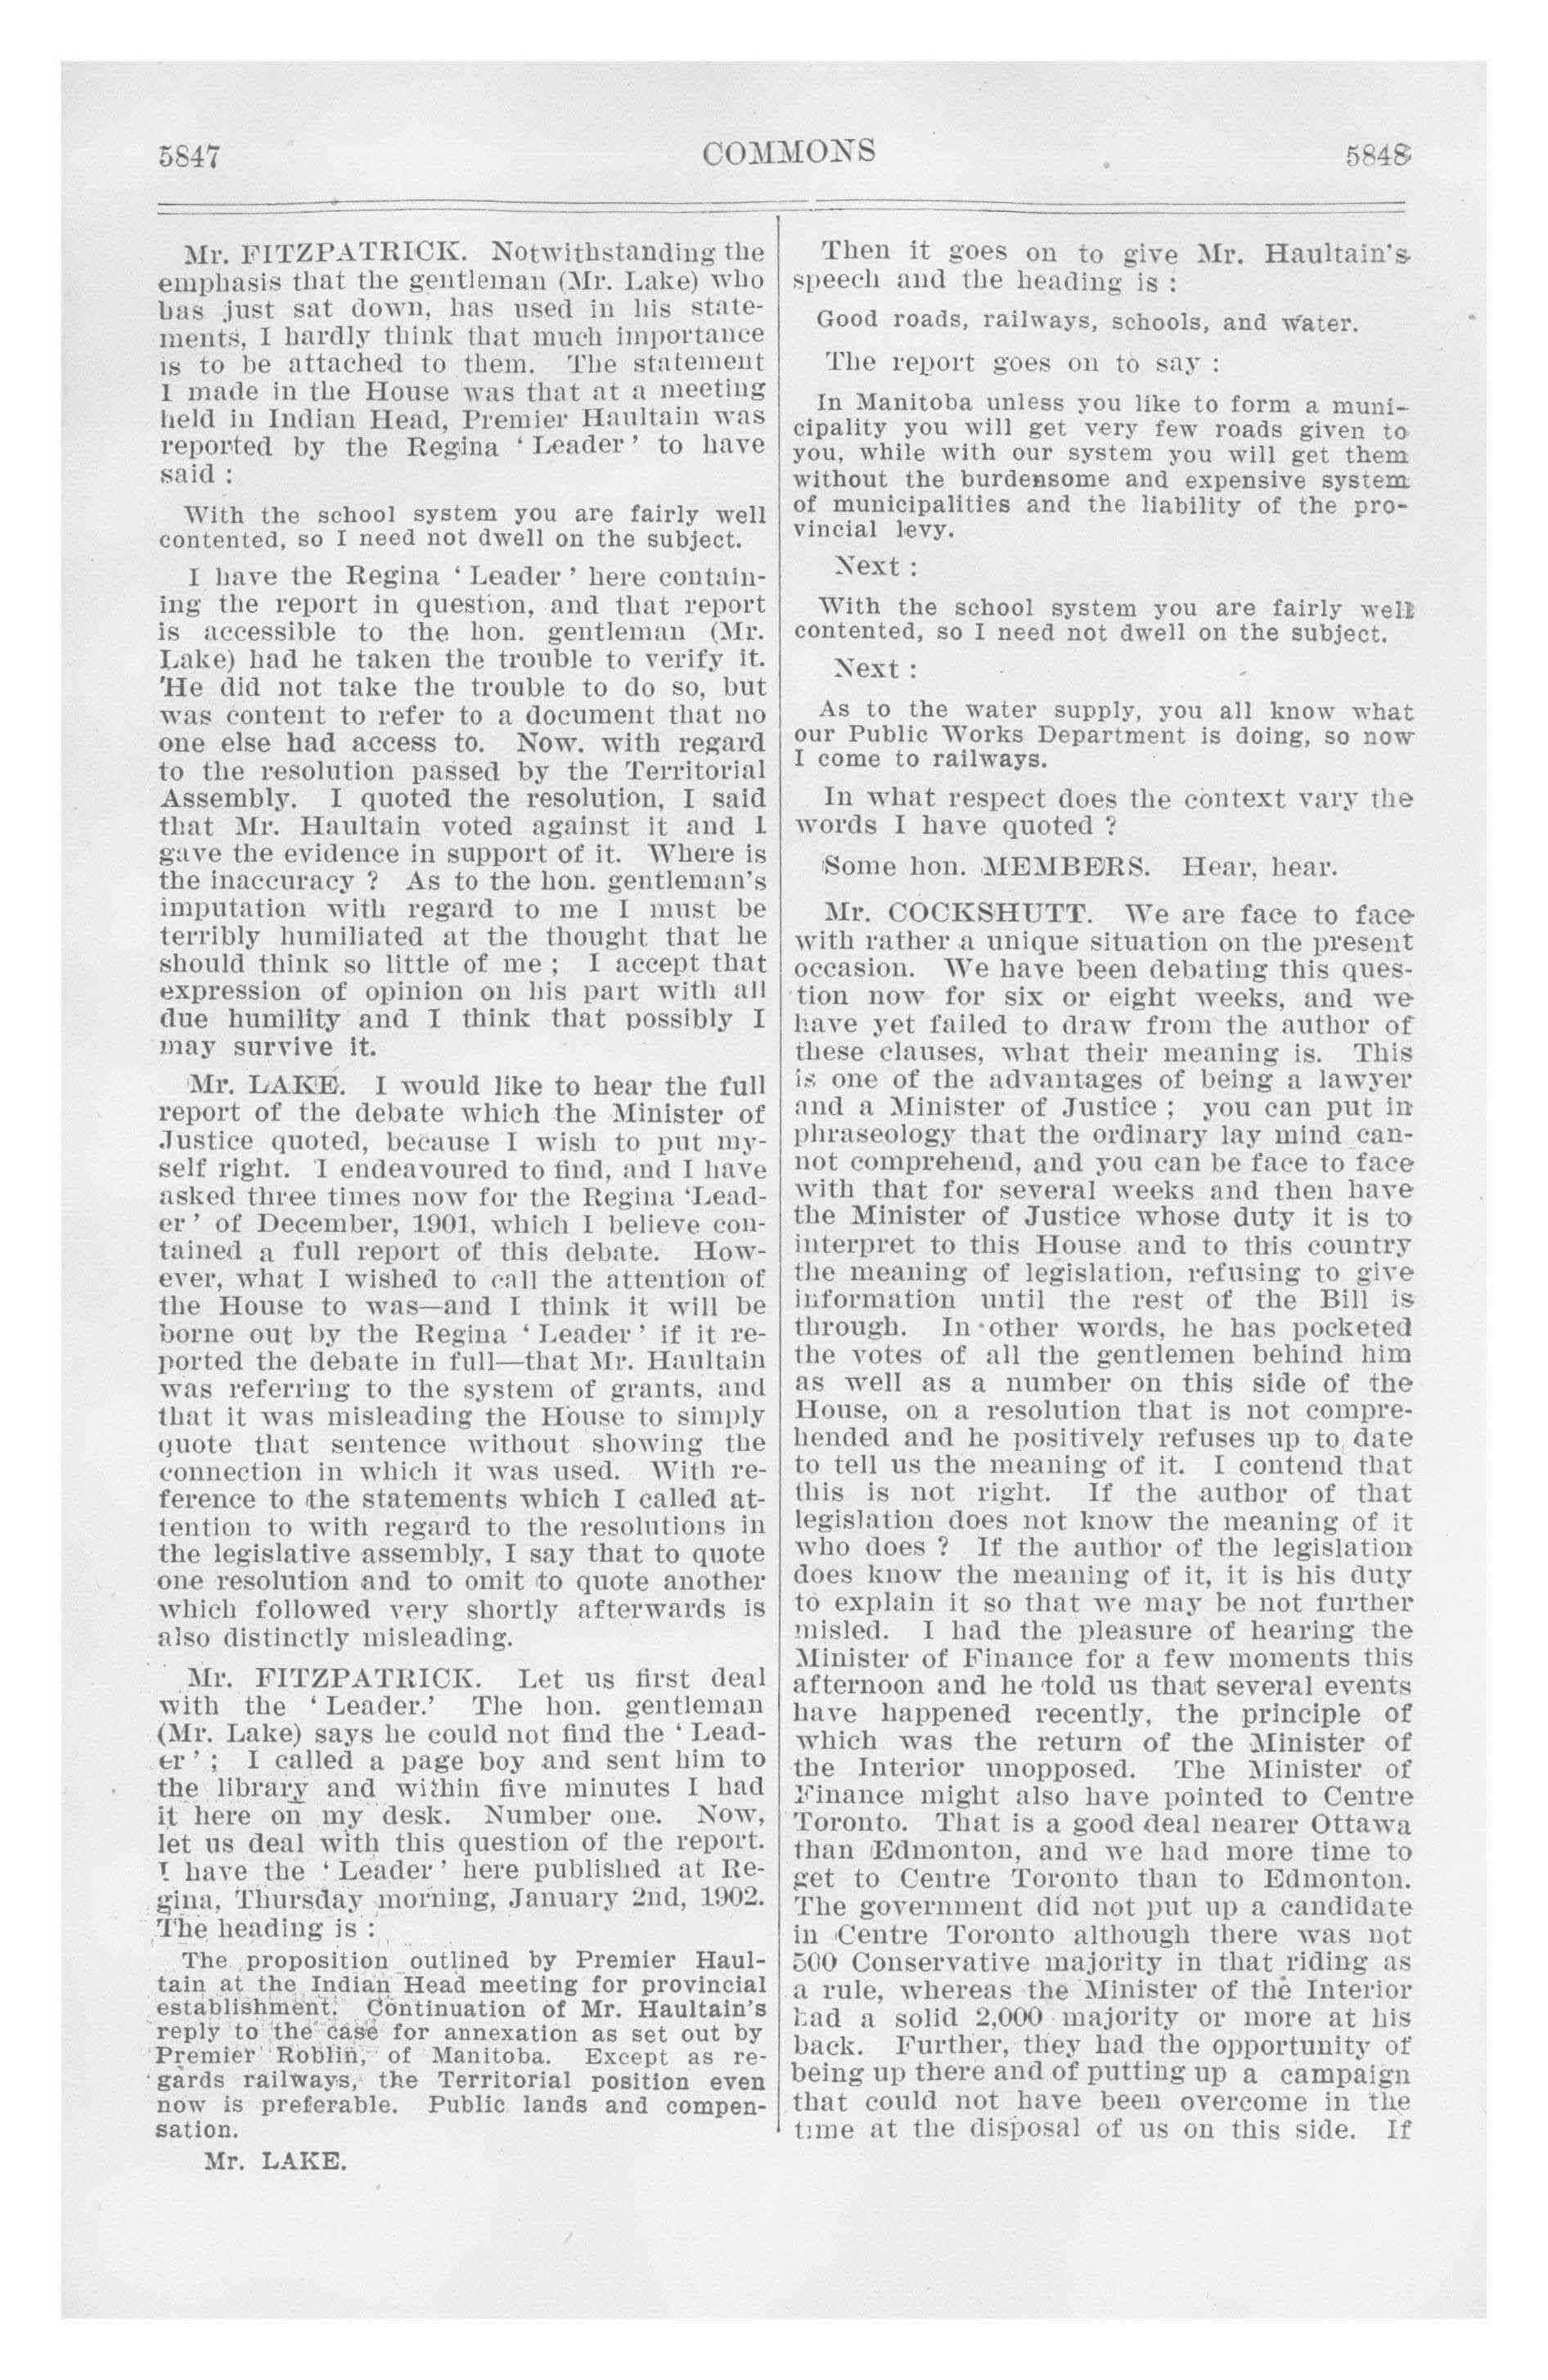 5847
COMMONS
5848
Mr. FITZPATRICK. Notwithstanding the
emphasis that the gentleman (Mr. Lake) who
has just sat down, has used in his state-
ments, I hardly think that much importance
is to be attached to them. The statement
I made in the House was that at a meeting
held in Indian Head, Premier Haultain was
reported by the Regina ' Leader ' to have
said :
With the school system you are fairly well
contented, so I need not dwell on the subject.
I have the Regina ' Leader ' here contain-
ing the report in question, and that report
is accessible to the hon. gentleman (Mr.
Lake) had he taken the trouble to verify it.
He did not take the trouble to do so, but
was content to refer to a document that no
one else had access to. Now. with regard
to the resolution passed by the Territorial
Assembly. I quoted the resolution, I said
that Mr. Haultain voted against it and I
gave the evidence in support of it. Where is
the inaccuracy ? As to the hon. gentleman's
imputation with regard to me I must be
terribly humiliated at the thought that he
should think so little of me ; I accept that
expression of opinion on his part with all
due humility and I think that possibly I
may survive it.
Mr. LAKE. I would like to hear the full
report of the debate which the Minister of
Justice quoted, because I wish to put my-
self right. I endeavoured to find, and I have
asked three times now for the Regina 'Lead-
er ' of December, 1901, which I believe con-
tained a full report of this debate. How-
ever, what I wished to call the attention of
the House to was—and I think it will be
borne out by the Regina ' Leader ' if it re-
ported the debate in full—that Mr. Haultain
was referring to the system of grants, and
that it was misleading the House to simply
quote that sentence without showing the
connection in which it was used. With re-
ference to the statements which I called at-
tention to with regard to the resolutions in
the legislative assembly, I say that to quote
one resolution and to omit to quote another
which followed very shortly afterwards is
also distinctly misleading.
Mr. FITZPATRICK. Let us first deal
with the ' Leader.' The hon. gentleman
(Mr. Lake) says he could not find the ' Lead-
er ' ; I called a page boy and sent him to
the library and within five minutes I had
it here on my desk. Number one. Now,
let us deal with this question of the report.
I have the ' Leader ' here published at Re-
gina, Thursday morning, January 2nd, 1902.
The heading is :
The proposition outlined by Premier Haul-
tain at the Indian Head meeting for provincial
establishment. Continuation of Mr. Haultain's
reply to the case for annexation as set out by
Premier Roblin, of Manitoba. Except as re-
gards railways, the Territorial position even
now is preferable. Public lands and compen-
sation.
Mr. LAKE.
Then it goes on to give Mr. Haultain's
speech and the heading is :
Good roads, railways, schools, and water.
The report goes on to say :
In Manitoba unless you like to form a muni-
cipality you will get very few roads given to
you, while with our system you will get them
without the burdensome and expensive system
of municipalities and the liability of the pro-
vincial levy.
Next :
With the school system you are fairly well
contented, so I need not dwell on the subject.
Next :
As to the water supply, you all know what
our Public Works Department is doing, so now
I come to railways.
In what respect does the context vary the
words I have quoted ?
Some hon. MEMBERS. Hear, hear.
Mr. COCKSHUTT. We are face to face
with rather a unique situation on the present
occasion. We have been debating this ques-
tion now for six or eight weeks, and we
have yet failed to draw from the author of
these clauses, what their meaning is. This
is one of the advantages of being a lawyer
and a Minister of Justice ; you can put in
phraseology that the ordinary lay mind can-
not comprehend, and you can be face to face
with that for several weeks and then have
the Minister of Justice whose duty it is to
interpret to this House and to this country
the meaning of legislation, refusing to give
information until the rest of the Bill is
through. In other words, he has pocketed
the votes of all the gentlemen behind him
as well as a number on this side of the
House, on a resolution that is not compre-
hended and he positively refuses up to date
to tell us the meaning of it. I contend that
this is not right. If the author of that
legislation does not know the meaning of it
who does ? If the author of the legislation
does know the meaning of it, it is his duty
to explain it so that we may be not further
misled. I had the pleasure of hearing the
Minister of Finance for a few moments this
afternoon and he told us that several events
have happened recently, the principle of
which was the return of the Minister of
the Interior unopposed. The Minister of
Finance might also have pointed to Centre
Toronto. That is a good deal nearer Ottawa
than Edmonton, and we had more time to
get to Centre Toronto than to Edmonton.
The government did not put up a candidate
in Centre Toronto although there was not
500 Conservative majority in that riding as
a rule, whereas the Minister of the Interior
had a solid 2,000 majority or more at his
back. Further, they had the opportunity of
being up there and of putting up a campaign
that could not have been overcome in the
time at the disposal of us on this side. If